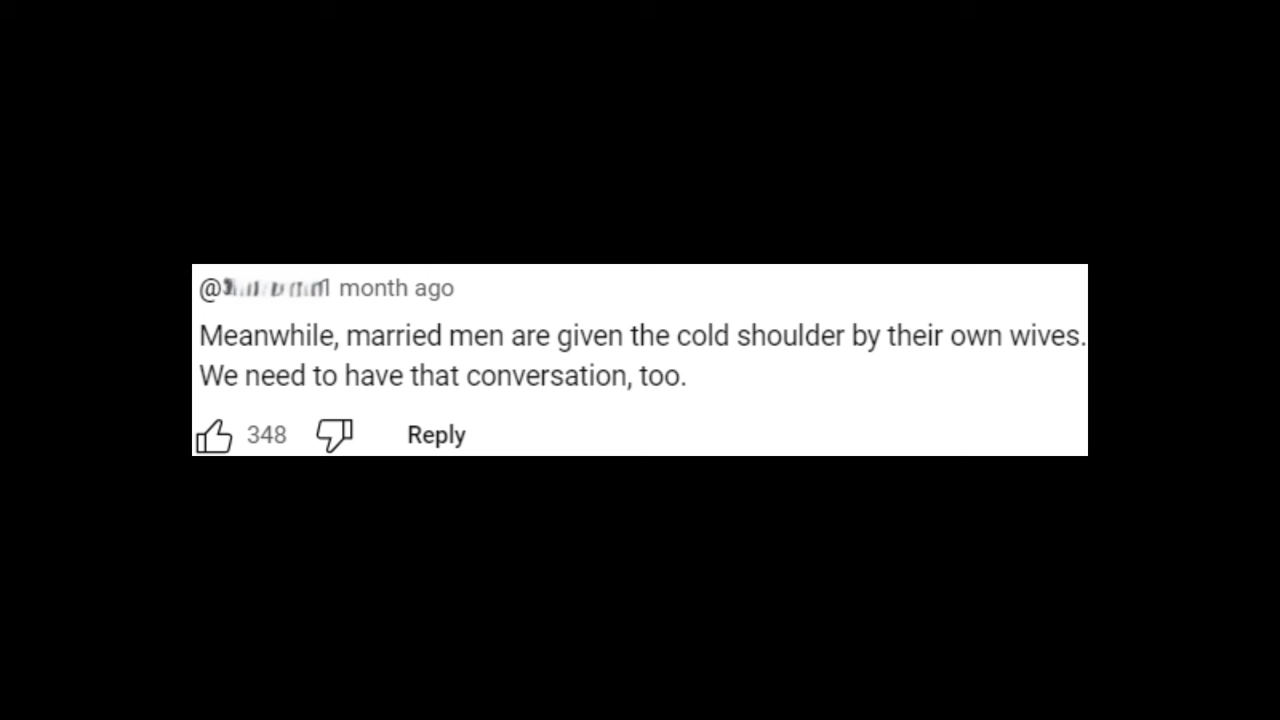 @ 1 month ago
Meanwhile, married men are given the cold shoulder by their own wives.
We need to have that conversation, too.
348 Reply